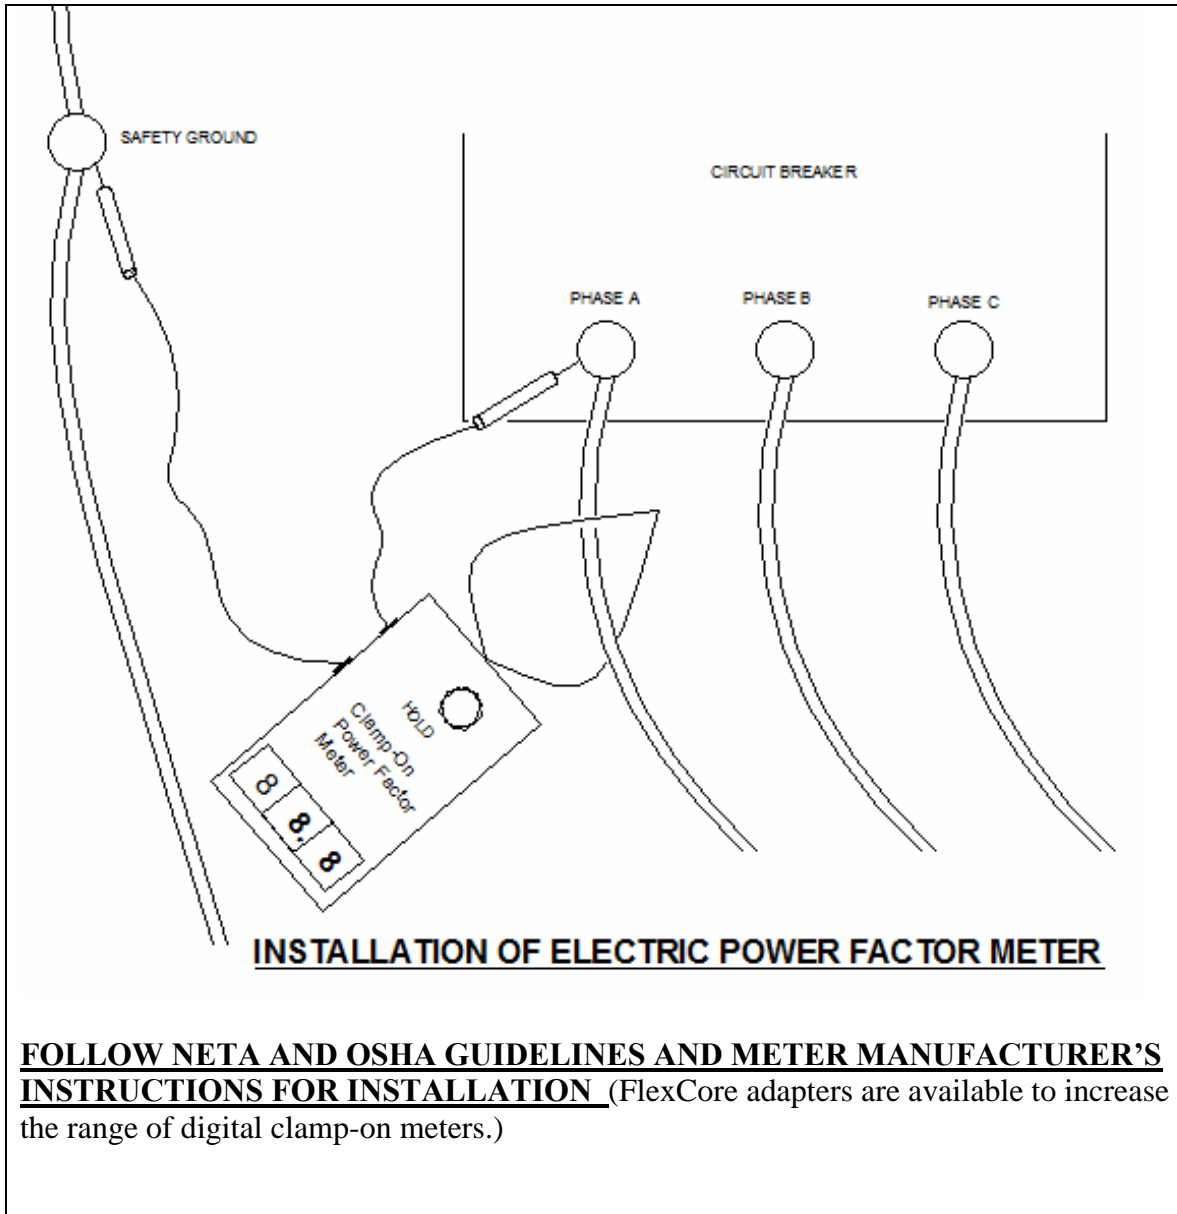 SAFETY GROUND
CIRCUIT BREAKER
PHASE A
PHASE B
PHASE C
HOLD
Clamp-On
Power Factor
Meter
8 8. 8
INSTALLATION OF ELECTRIC POWER FACTOR METER
FOLLOW NETA AND OSHA GUIDELINES AND METER MANUFACTURER’S
INSTRUCTIONS FOR INSTALLATION (FlexCore adapters are available to increase
the range of digital clamp-on meters.)